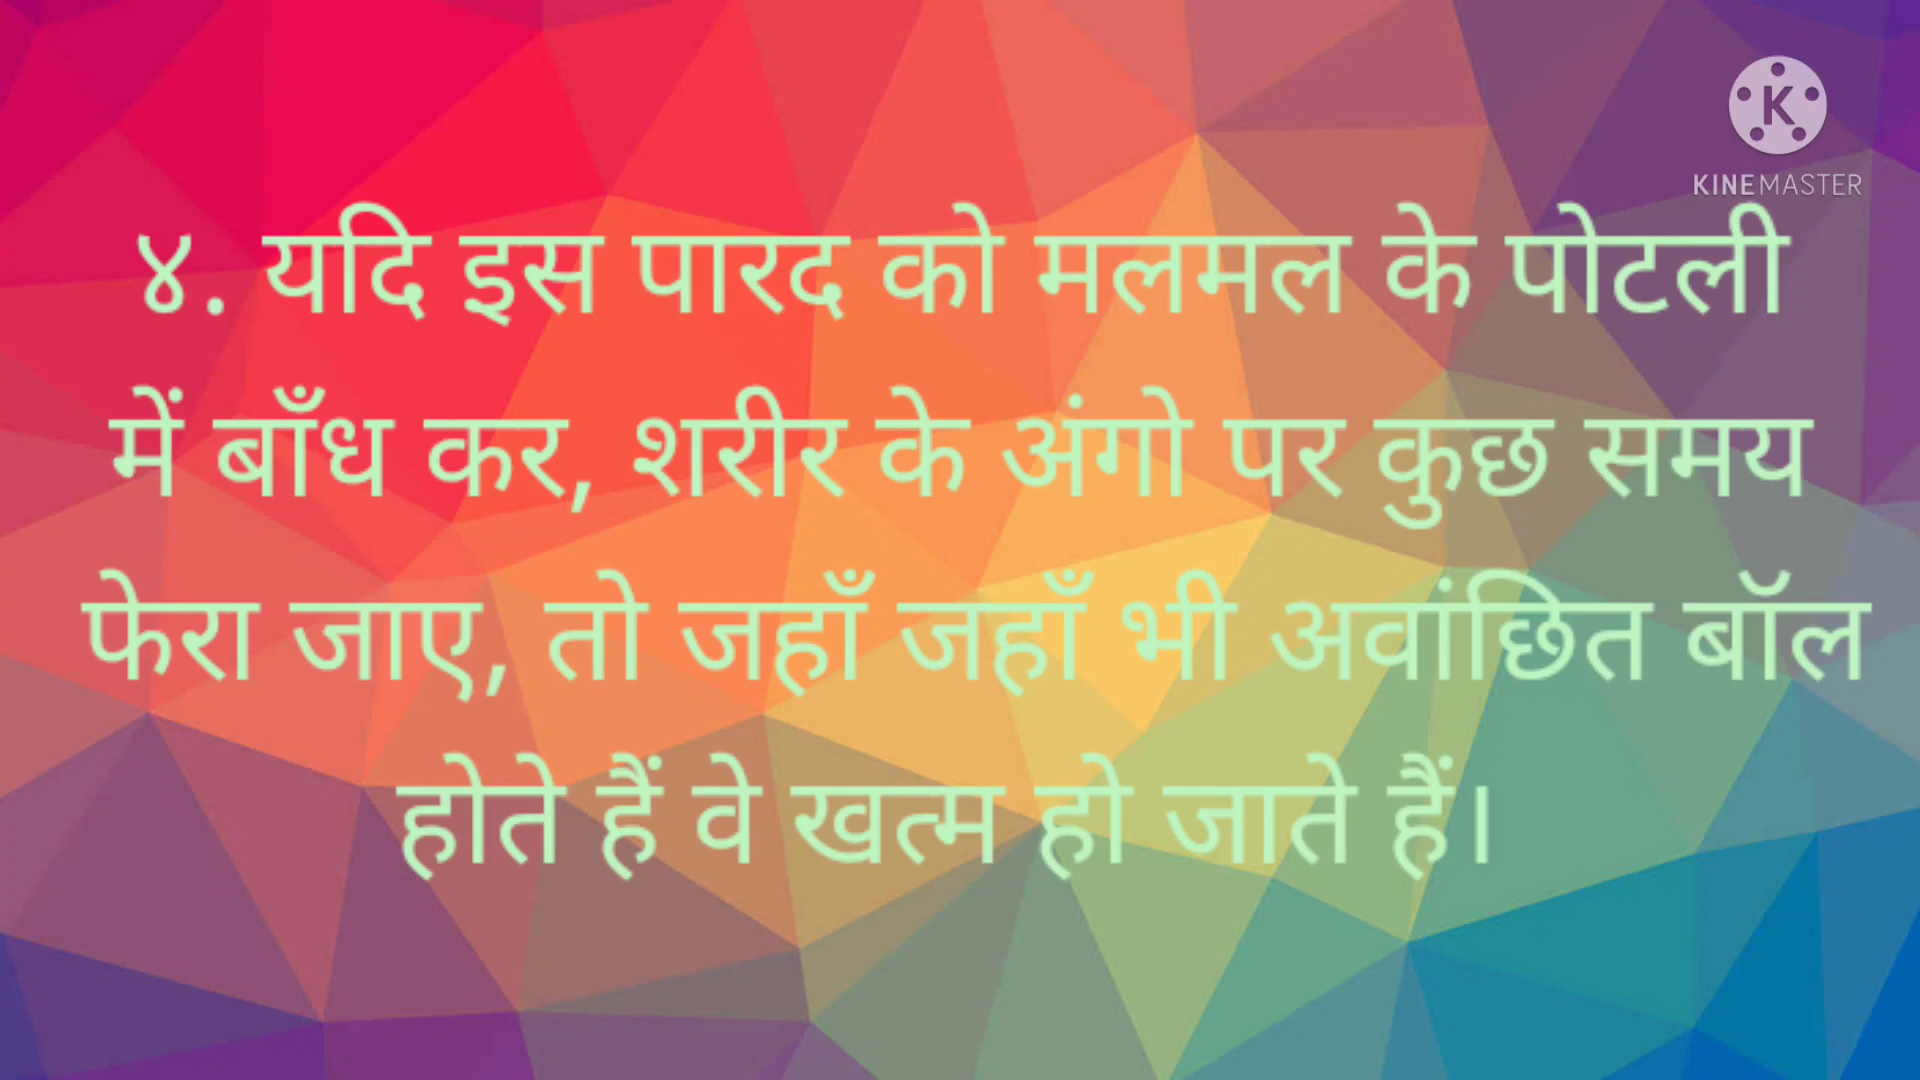 KINEMASTER
४. यदि इस पारद को मलमल के पोटली
में बाँध कर, शरीर के अंगो पर कुछ समय
फेरा जाए, तो जहाँ जहाँ भी अवांछित बॉल
होते हैं वे खत्म हो जाते हैं।